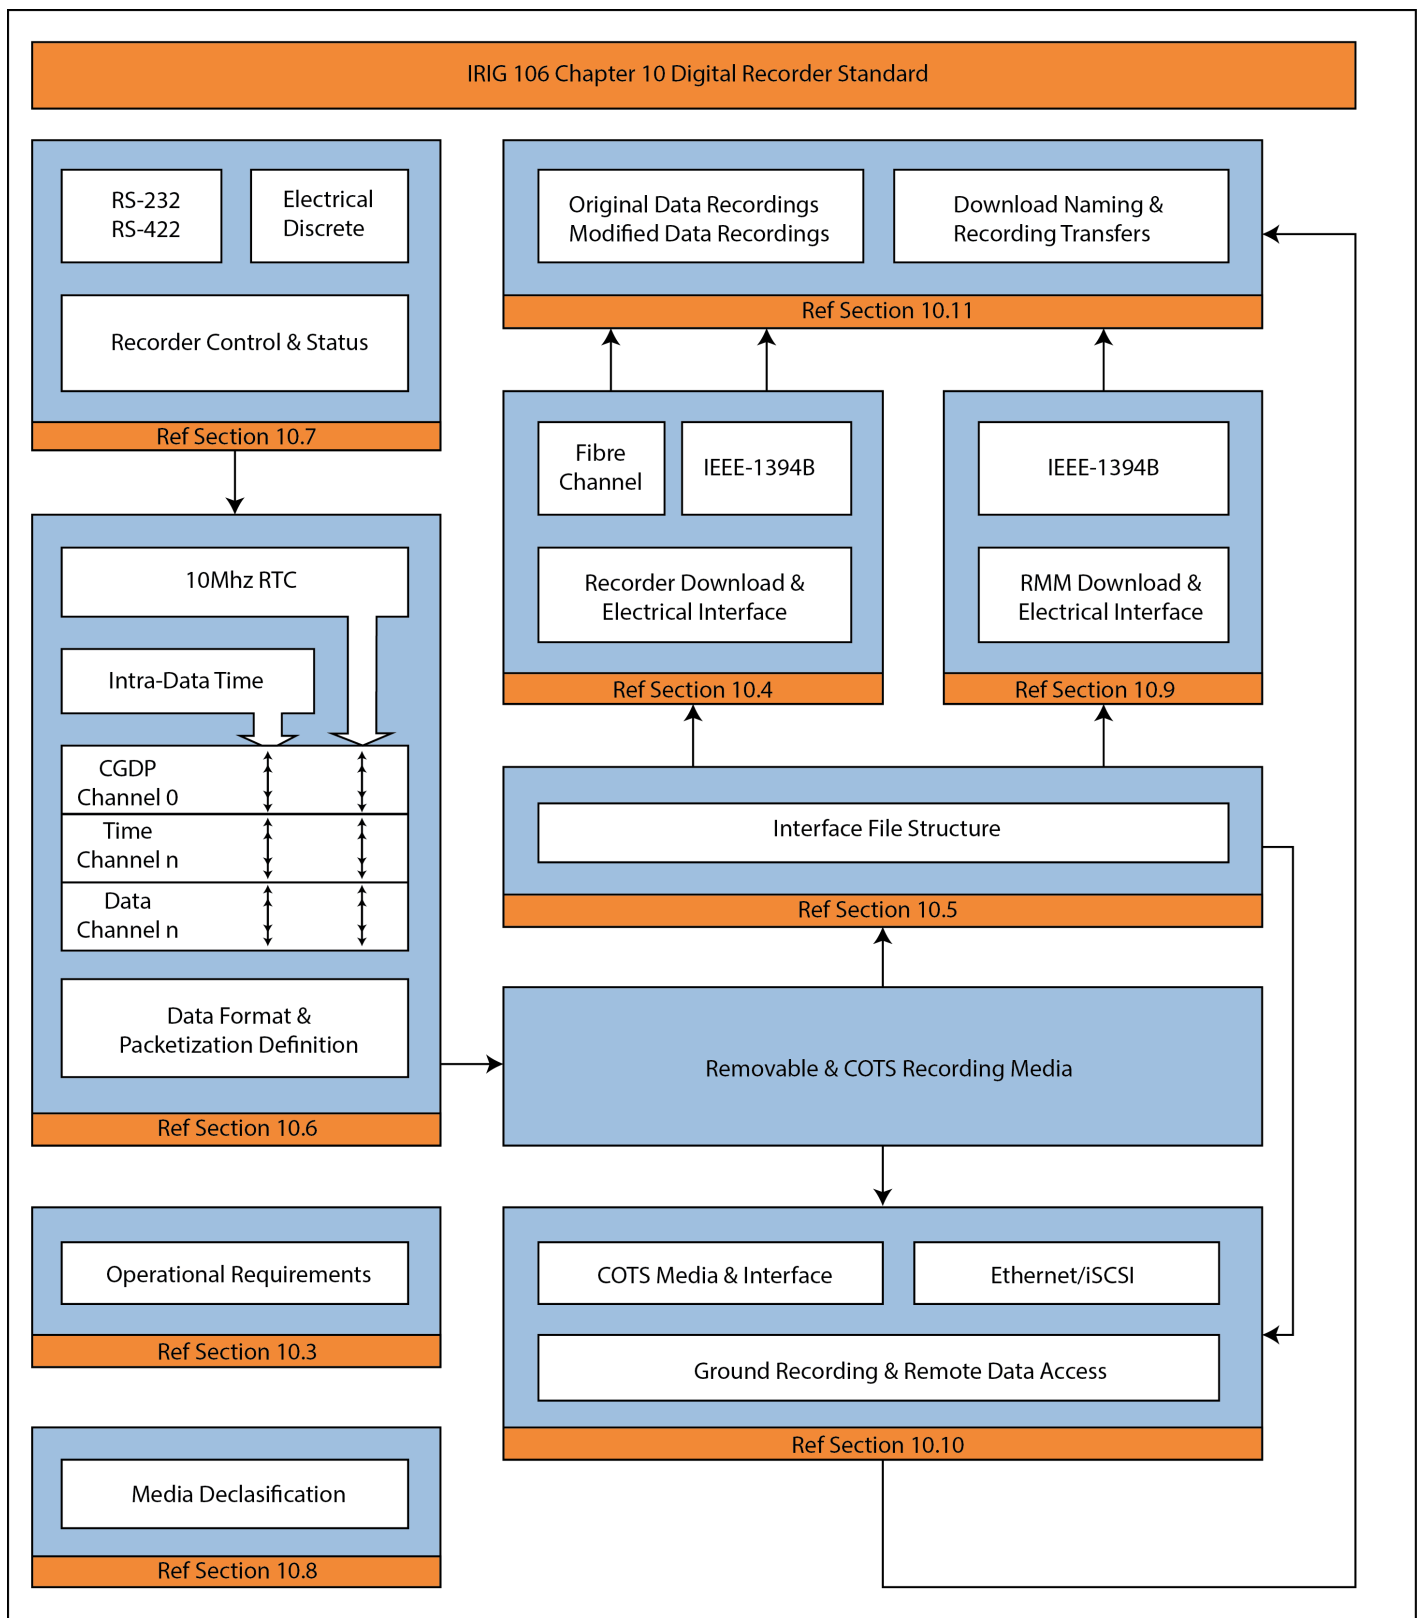 IRIG 106 Chapter 10 Digital Recorder Standard
RS-232
RS-422
Electrical
Discrete
Recorder Control & Status
Ref Section 10.7
10Mhz RTC
Intra-Data Time
CGDP
Channel 0
Time
Channel n
Data
Channel n
Data Format &
Packetization Definition
Ref Section 10.6
Operational Requirements
Ref Section 10.3
Media Declasification
Ref Section 10.8
Original Data Recordings
Modified Data Recordings
Download Naming &
Recording Transfers
Ref Section 10.11
Fibre
Channel
IEEE-1394B
Recorder Download &
Electrical Interface
Ref Section 10.4
IEEE-1394B
RMM Download &
Electrical Interface
Ref Section 10.9
Interface File Structure
Ref Section 10.5
Removable & COTS Recording Media
COTS Media & Interface
Ethernet/iSCSI
Ground Recording & Remote Data Access
Ref Section 10.10